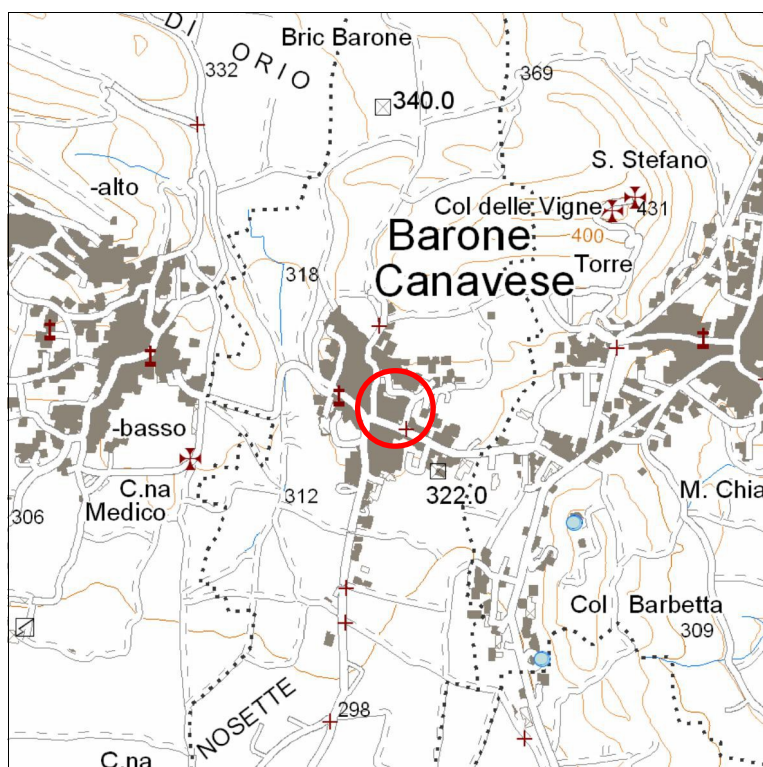 DI ORIO
Bric Barone
332
369
340.0
S. Stefano
-alto
Col delle Vigne
431
Barone
Canavese
400
Torre
318
-basso
312
322.0
C.na
Medico
306
M. Chia
Col Barbetta
309
NOSETTE
298
C.na